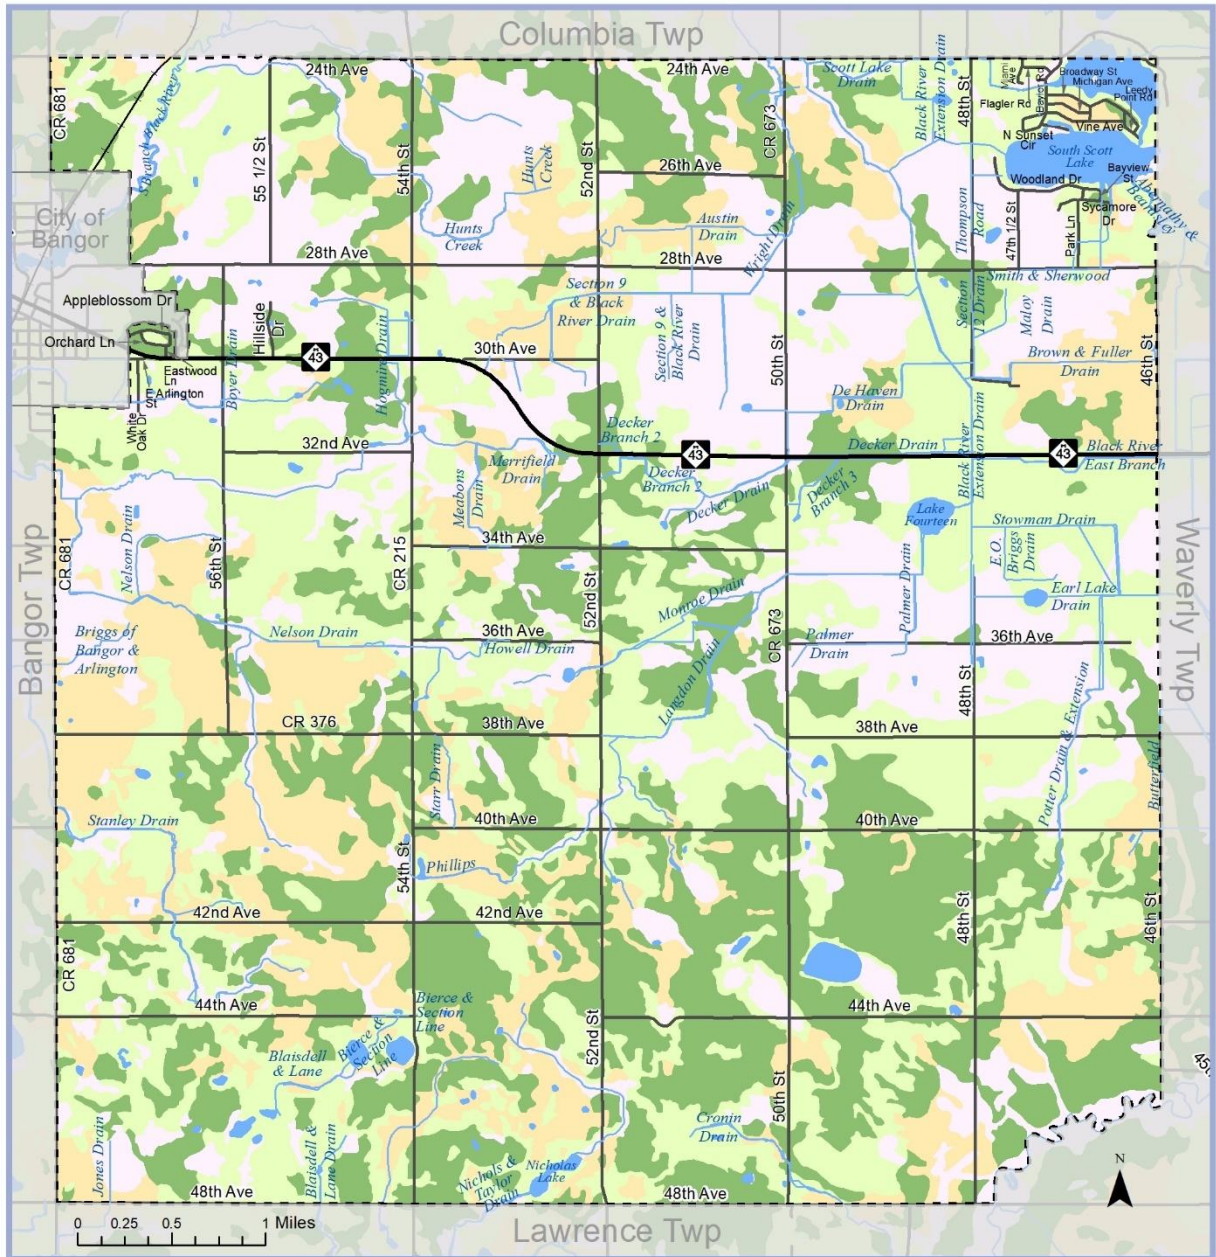 Columbia Twp
24th Ave
24th Ave
Scott Lake
Drain
Black River
Extension Drain
48th St
Miami
Ave
Baylor Rd
Broadway St
Michigan Ave
Leedy
Point Rd
Flagler Rd
Vine Ave
N Sunset
Cir
South Scott
Lake
Bayview
St
Woodland Dr
Sycamore
Dr
Abernathy &
Beamsley
CR 681
S Branch Black River
55 1/2 St
54th St
Hunts
Creek
Hunts
Creek
52nd St
26th Ave
CR 673
Austin
Drain
Wright Drain
Thompson
Road
47th 1/2 St
Park Ln
City of
Bangor
28th Ave
28th Ave
Smith & Sherwood
Appleblossom Dr
Orchard Ln
Hillside
Dr
Eastwood
Ln
E Arlington
St
White
Oak Dr
Boyer Drain
43
Hogmire Drain
Section 9
& Black
River Drain
30th Ave
Section 9 &
Black River
Drain
50th St
Section
12 Drain
Maloy
Drain
Brown & Fuller
Drain
46th St
De Haven
Drain
32nd Ave
Merrifield
Drain
Meabons
Drain
Decker
Branch 2
43
Decker
Branch 2
Decker Drain
Decker
Branch 3
Decker Drain
Black River
Extension Drain
43
Black River
East Branch
Lake
Fourteen
Stowman Drain
E.O.
Briggs
Drain
Earl Lake
Drain
Bangor Twp
Waverly Twp
CR 681
Nelson Drain
56th St
CR 215
34th Ave
52nd St
Monroe Drain
Palmer Drain
Briggs of
Bangor &
Arlington
Nelson Drain
36th Ave
Howell Drain
Langdon Drain
CR 673
Palmer
Drain
36th Ave
48th St
Potter Drain & Extension
CR 376
38th Ave
38th Ave
Butterfield
Starr Drain
Stanley Drain
40th Ave
40th Ave
54th St
Phillips
42nd Ave
42nd Ave
48th St
46th St
CR 681
44th Ave
Bierce &
Section
Line
44th Ave
Blaisdell
& Lane
Bierce &
Section
Line
52nd St
50th St
45th
Jones Drain
Blaisdell &
Lane Drain
Cronin
Drain
Nichols &
Taylor
Drain
Nicholas
Lake
48th Ave
48th Ave
N
0 0.25 0.5 1 Miles
Lawrence Twp